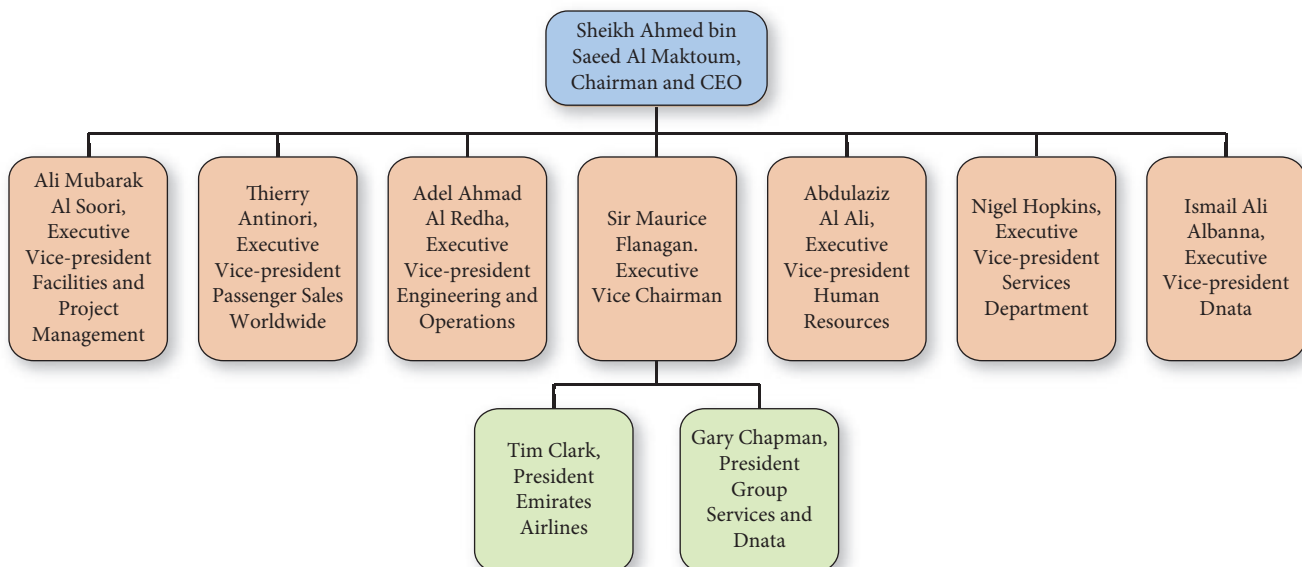 Sheikh Ahmed bin
Saeed Al Maktoum,
Chairman and CEO
Ali Mubarak
Al Soori,
Executive
Vice-president
Facilities and
Project
Management
Thierry
Antinori,
Executive
Vice-president
Passenger Sales
Worldwide
Adel Ahmad
Al Redha,
Executive
Vice-president
Engineering and
Operations
Sir Maurice
Flanagan.
Executive
Vice Chairman
Abdulaziz
Al Ali,
Executive
Vice-president
Human
Resources
Nigel Hopkins,
Executive
Vice-president
Services
Department
Ismail Ali
Albanna,
Executive
Vice-president
Dnata
Tim Clark,
President
Emirates
Airlines
Gary Chapman,
President
Group
Services and
Dnata